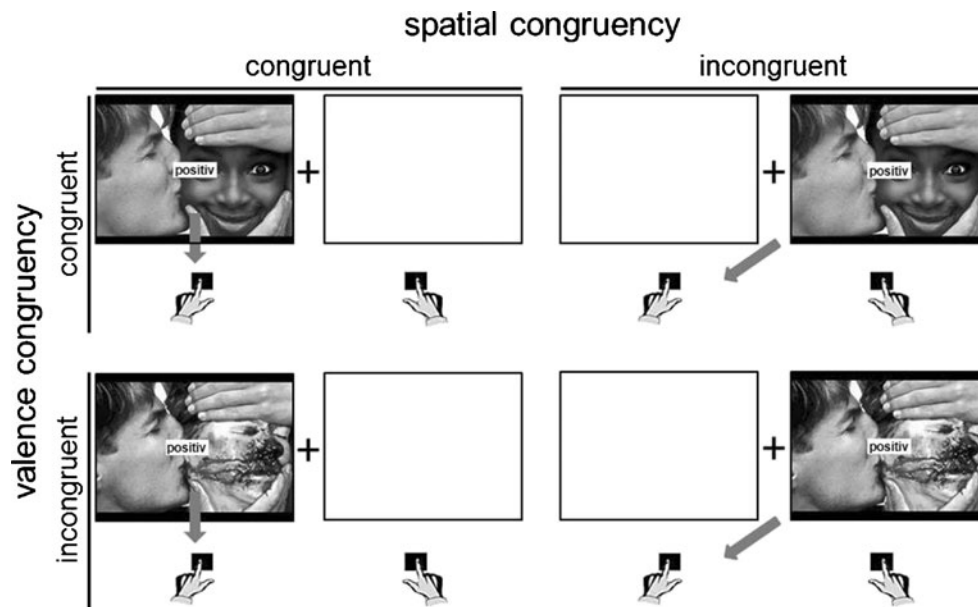 spatial congruency
congruent
incongruent
valence congruency
congruent
positiv
+
+
positiv
incongruent
positiv
+
+
positiv